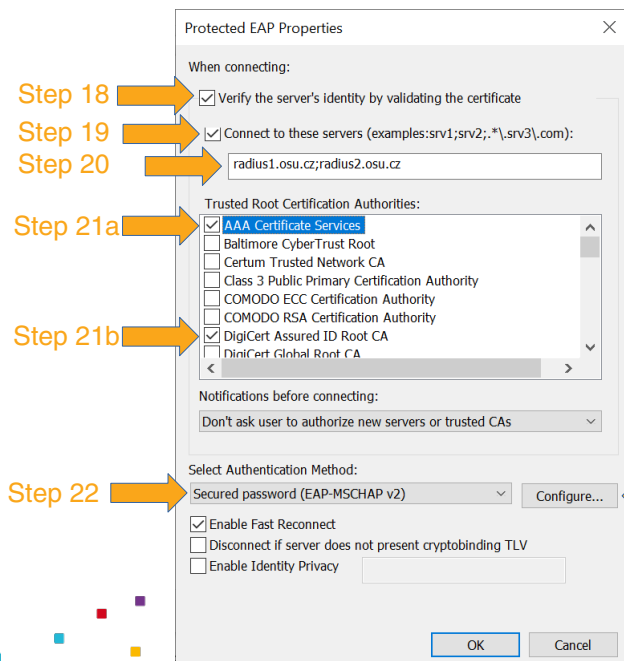 Protected EAP Properties
When connecting:
Step 18
Verify the server's identity by validating the certificate
Step 19
Connect to these servers (examples:srv1;srv2;.*\.srv3\.com):
Step 20
radius1.osu.cz;radius2.osu.cz
Trusted Root Certification Authorities:
Step 21a
AAA Certificate Services
Baltimore CyberTrust Root
Certum Trusted Network CA
Class 3 Public Primary Certification Authority
COMODO ECC Certification Authority
COMODO RSA Certification Authority
Step 21b
DigiCert Assured ID Root CA
DigiCert Global Root CA
Notifications before connecting:
Don't ask user to authorize new servers or trusted CAs
Select Authentication Method:
Step 22
Secured password (EAP-MSCHAP v2)
Configure...
Enable Fast Reconnect
Disconnect if server does not present cryptobinding TLV
Enable Identity Privacy
OK
Cancel